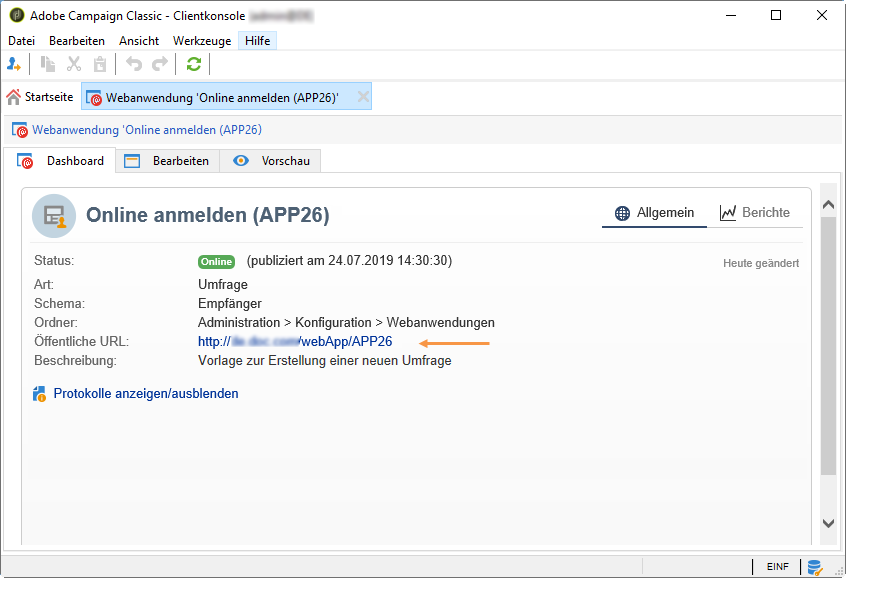 Adobe Campaign Classic - Clientkonsole
Datei Bearbeiten Ansicht Werkzeuge Hilfe
Startseite Webanwendung 'Online anmelden (APP26)'
Webanwendung 'Online anmelden (APP26)
Dashboard Bearbeiten Vorschau
Online anmelden (APP26) Allgemein Berichte
Status: Online (publiziert am 24.07.2019 14:30:30) Heute geändert
Art: Umfrage
Schema: Empfänger
Ordner: Administration > Konfiguration > Webanwendungen
Öffentliche URL: http:// /webApp/APP26
Beschreibung: Vorlage zur Erstellung einer neuen Umfrage
Protokolle anzeigen/ausblenden
EINF